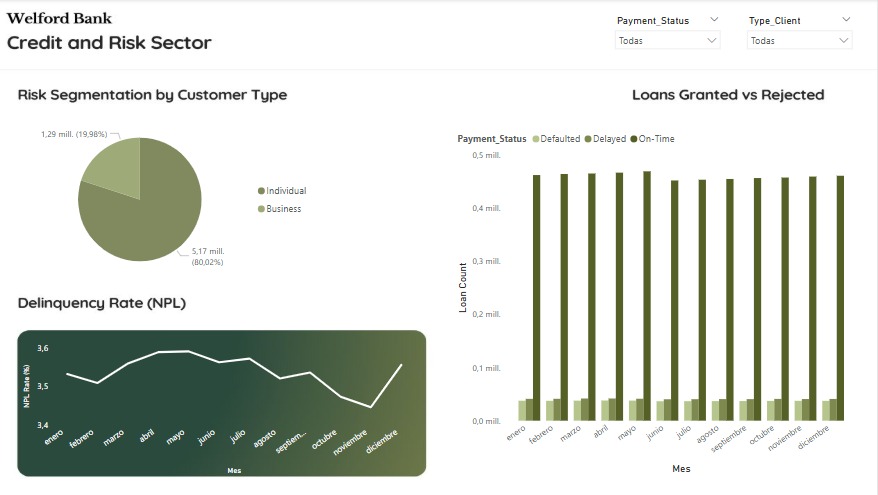 Welford Bank
Credit and Risk Sector
Payment_Status
Todas
Type_Client
Todas
Risk Segmentation by Customer Type
1,29 mill. (19,98%)
Individual
Business
5,17 mill.
(80,02%)
Delinquency Rate (NPL)
NPL Rate (%)
3,6
3,5
3,4
enero
febrero
marzo
abril
mayo
junio
julio
agosto
septiem...
octubre
noviembre
diciembre
Mes
Loans Granted vs Rejected
Payment_Status Defaulted Delayed On-Time
Loan Count
0,5 mill.
0,4 mill.
0,3 mill.
0,2 mill.
0,1 mill.
0,0 mill.
enero
febrero
marzo
abril
mayo
junio
julio
agosto
septiembre
octubre
noviembre
diciembre
Mes